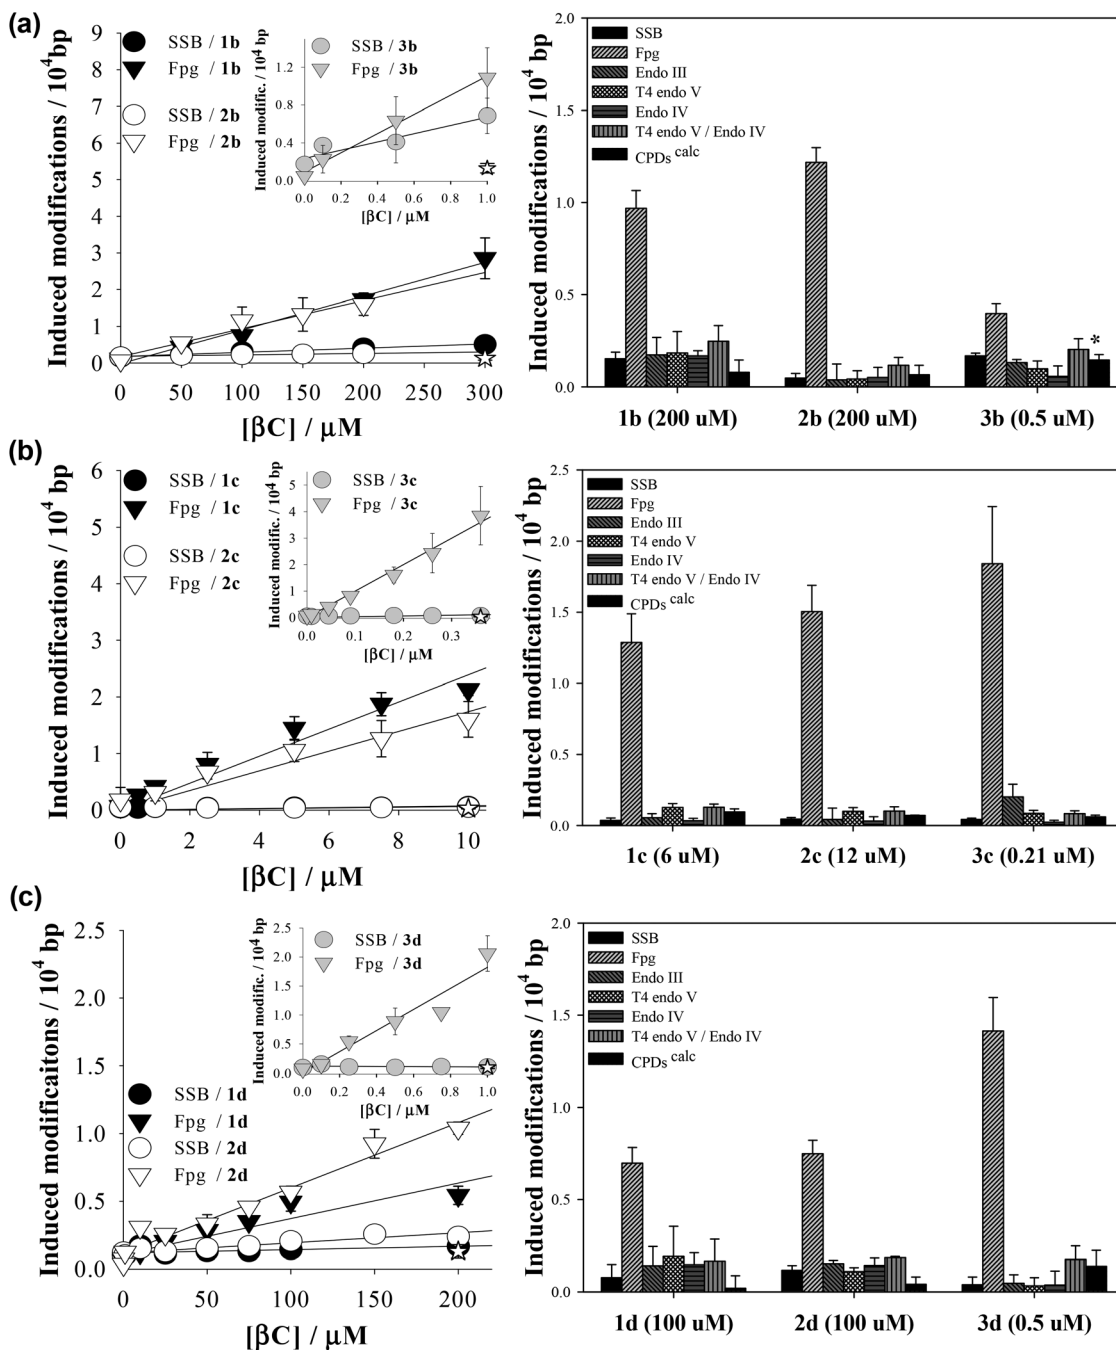 (a)
Induced modifications / 10⁴ bp
9
8
7
6
5
4
3
2
1
0
SSB / 1b
Fpg / 1b
SSB / 2b
Fpg / 2b
0 50 100 150 200 250 300
[βC] / μM
Induced modific. / 10⁴ bp
1.2
0.8
0.4
0.0
SSB / 3b
Fpg / 3b
0.0 0.2 0.4 0.6 0.8 1.0
[βC] / μM
Induced modifications / 10⁴ bp
2.0
1.5
1.0
0.5
0.0
SSB
Fpg
Endo III
T4 endo V
Endo IV
T4 endo V / Endo IV
CPDs calc
*
1b (200 uM) 2b (200 uM) 3b (0.5 uM)
(b)
Induced modifications / 10⁴ bp
6
5
4
3
2
1
0
SSB / 1c
Fpg / 1c
SSB / 2c
Fpg / 2c
0 2 4 6 8 10
[βC] / μM
Induced modific. / 10⁴ bp
5
4
3
2
1
0
SSB / 3c
Fpg / 3c
0.0 0.1 0.2 0.3
[βC] / μM
Induced modifications / 10⁴ bp
2.5
2.0
1.5
1.0
0.5
0.0
SSB
Fpg
Endo III
T4 endo V
Endo IV
T4 endo V / Endo IV
CPDs calc
1c (6 uM) 2c (12 uM) 3c (0.21 uM)
(c)
Induced modificaitons / 10⁴ bp
2.5
2.0
1.5
1.0
0.5
0.0
SSB / 1d
Fpg / 1d
SSB / 2d
Fpg / 2d
0 50 100 150 200
[βC] / μM
Induced modific. / 10⁴ bp
2.5
2.0
1.5
1.0
0.5
0.0
SSB / 3d
Fpg / 3d
0.0 0.2 0.4 0.6 0.8 1.0
[βC] / μM
Induced modifications / 10⁴ bp
2.0
1.5
1.0
0.5
0.0
SSB
Fpg
Endo III
T4 endo V
Endo IV
T4 endo V / Endo IV
CPDs calc
1d (100 uM) 2d (100 uM) 3d (0.5 uM)